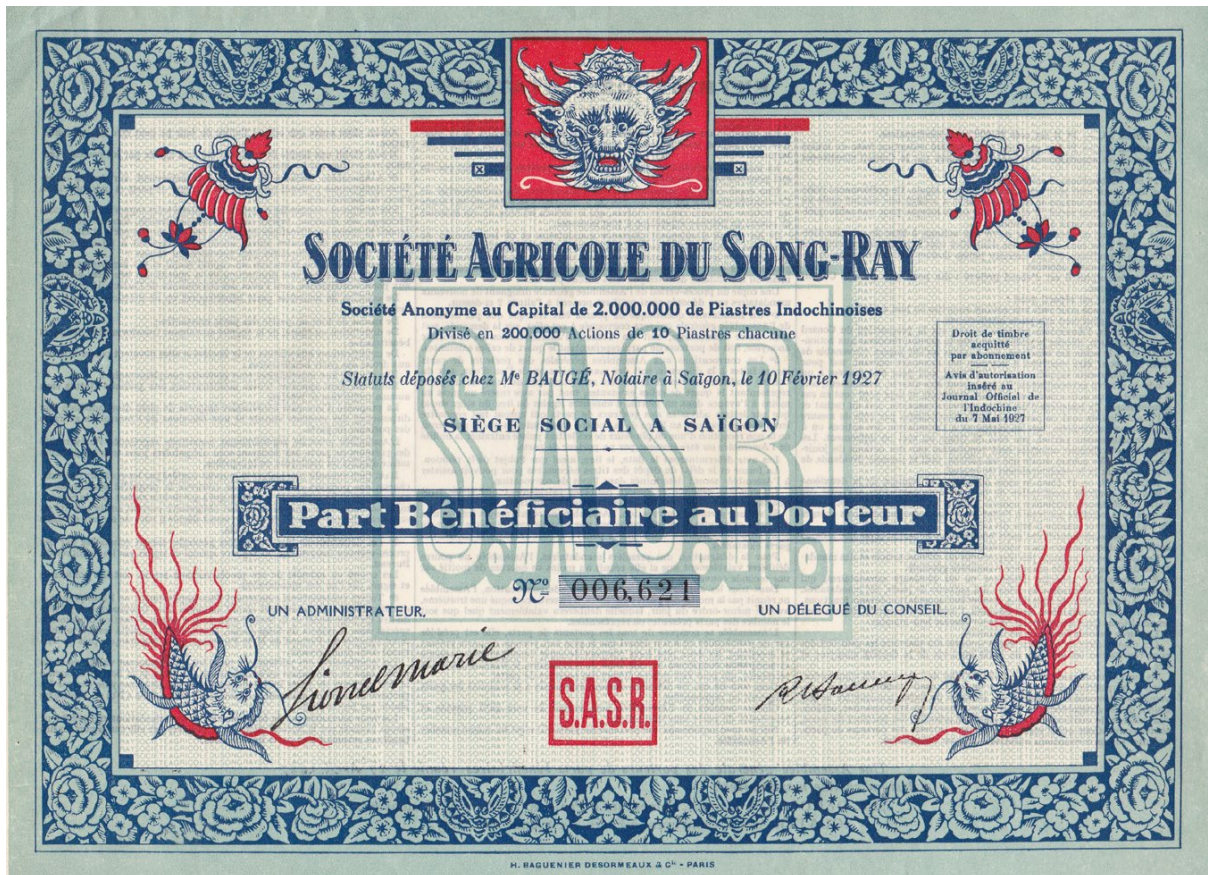 SOCIÉTÉ AGRICOLE DU SONG-RAY
Société Anonyme au Capital de 2.000.000 de Piastres Indochinoises
Divisé en 200.000 Actions de 10 Piastres chacune
Statuts déposés chez Me BAUGÉ, Notaire à Saïgon, le 10 Février 1927
SIÈGE SOCIAL A SAÏGON
Droit de timbre
acquitté
par abonnement
Avis d'autorisation
inséré au
Journal Officiel de
l'Indochine
du 7 Mai 1927
S.A.S.R.
Part Bénéficiaire au Porteur
No 006,621
UN ADMINISTRATEUR.
UN DÉLÉGUÉ DU CONSEIL.
Lionel Marie
S.A.S.R.
H. BAGUENIER DESORMEAUX & Cie - PARIS